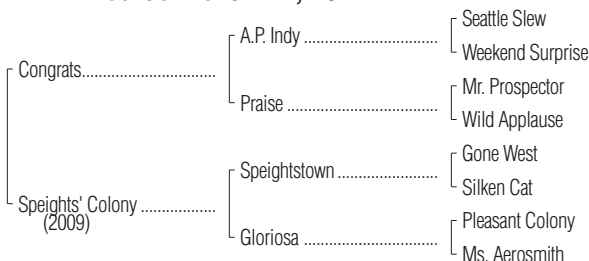 Seattle Slew
A.P. Indy ......................................
Weekend Surprise
Congrats......................................
Mr. Prospector
Praise ...........................................
Wild Applause
Gone West
Speightstown ..............................
Silken Cat
Speights' Colony .......................
(2009)
Pleasant Colony
Gloriosa .......................................
Ms. Aerosmith